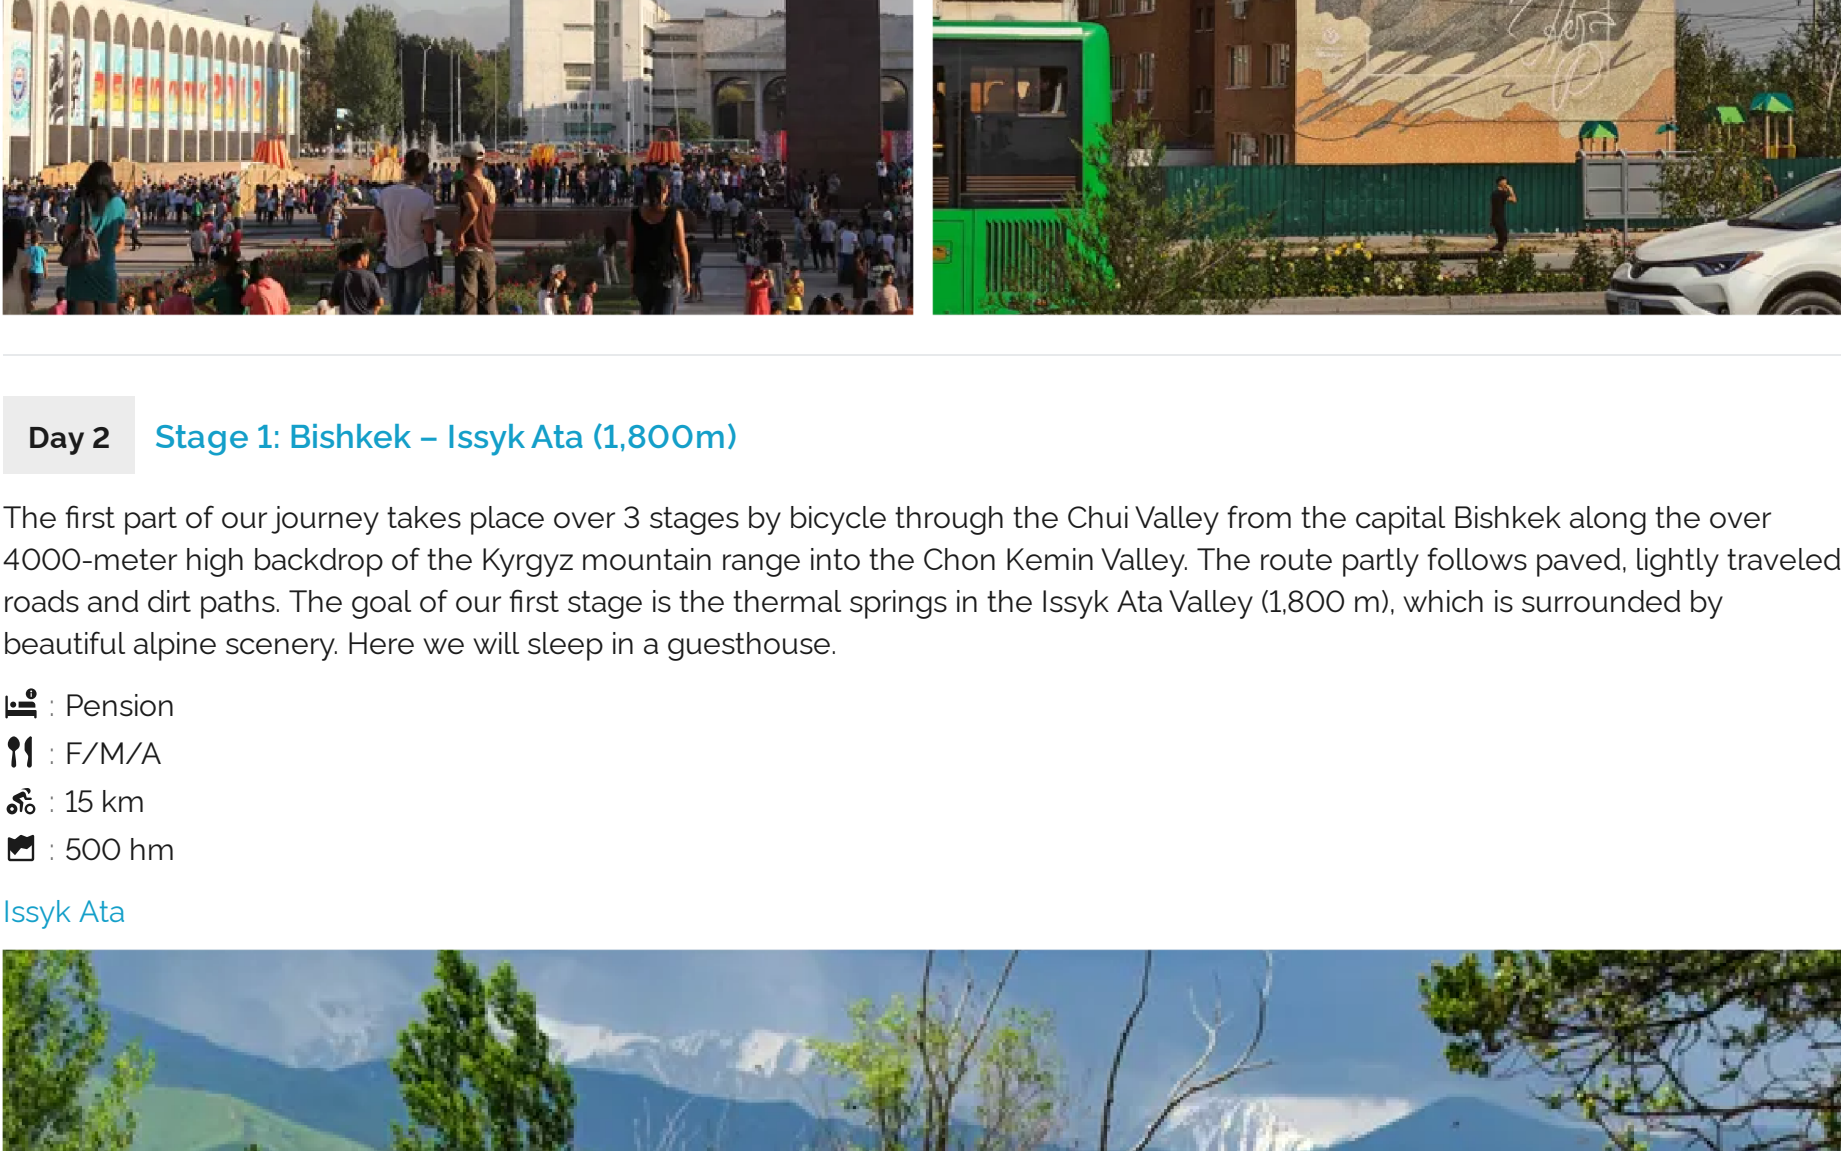 Day 2
Stage 1: Bishkek – Issyk Ata (1,800m)
The first part of our journey takes place over 3 stages by bicycle through the Chui Valley from the capital Bishkek along the over
4000-meter high backdrop of the Kyrgyz mountain range into the Chon Kemin Valley. The route partly follows paved, lightly traveled
roads and dirt paths. The goal of our first stage is the thermal springs in the Issyk Ata Valley (1,800 m), which is surrounded by
beautiful alpine scenery. Here we will sleep in a guesthouse.
: Pension
: F/M/A
: 15 km
: 500 hm
Issyk Ata